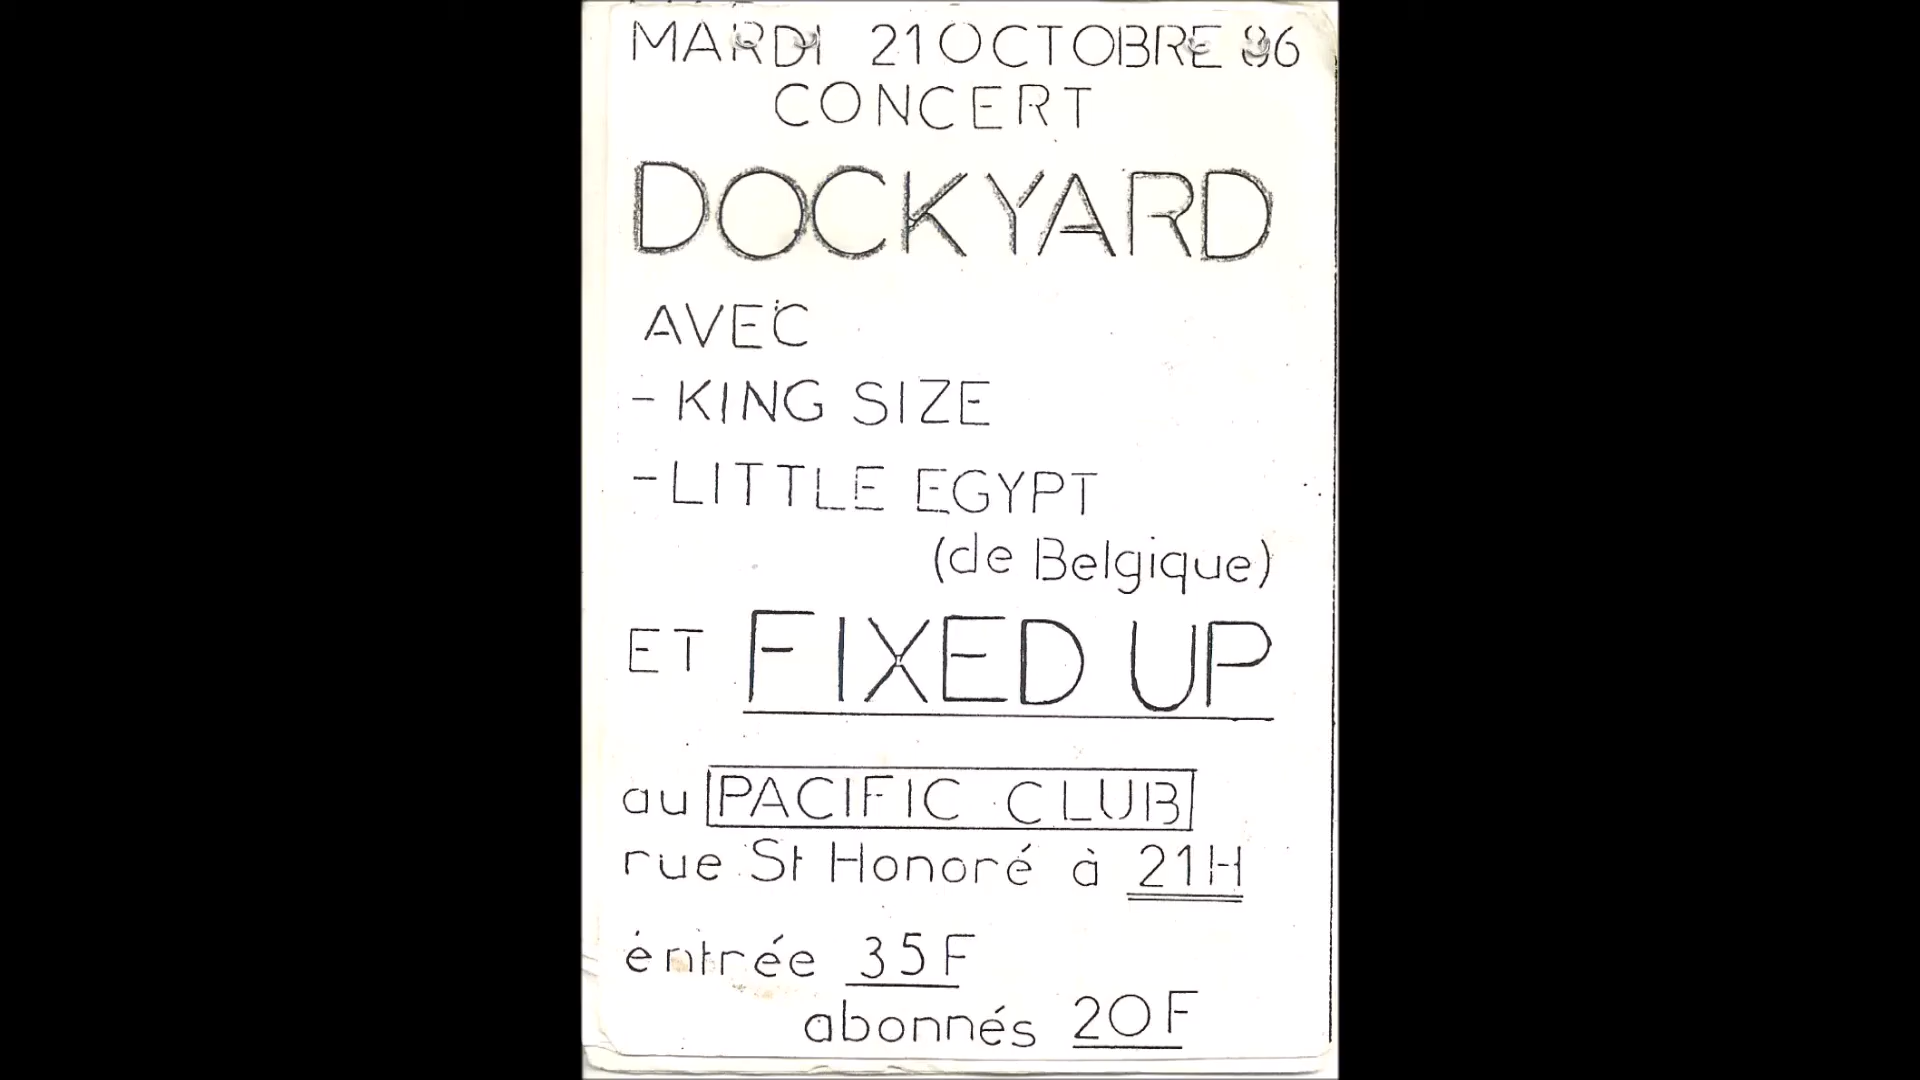 MARDI 21 OCTOBRE 86
CONCERT
DOCKYARD
AVEC
- KING SIZE
- LITTLE EGYPT
(de Belgique)
ET FIXED UP
au PACIFIC CLUB
rue St Honoré à 21H
entrée 35F
abonnés 20F